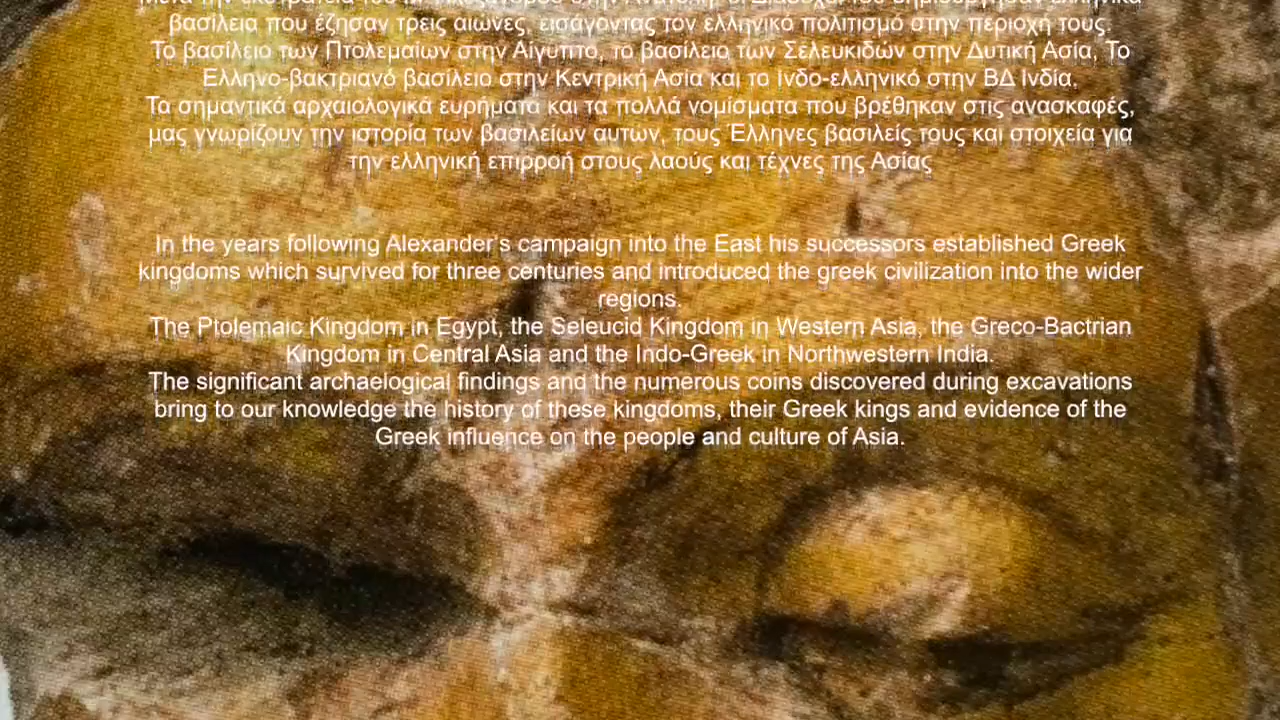 βασίλεια που έζησαν τρεις αιώνες, εισάγοντας τον ελληνικό πολιτισμό στην περιοχή τους.
Το βασίλειο των Πτολεμαίων στην Αίγυπτο, το βασίλειο των Σελευκιδών στην Δυτική Ασία, Το
Ελληνο-βακτριανό βασίλειο στην Κεντρική Ασία και το Ινδο-ελληνικό στην ΒΔ Ινδία.
Τα σημαντικά αρχαιολογικά ευρήματα και τα πολλά νομίσματα που βρέθηκαν στις ανασκαφές,
μας γνωρίζουν την ιστορία των βασιλείων αυτών, τους Έλληνες βασιλείς τους και στοιχεία για
την ελληνική επιρροή στους λαούς και τέχνες της Ασίας
In the years following Alexander's campaign into the East his successors established Greek
kingdoms which survived for three centuries and introduced the greek civilization into the wider
regions.
The Ptolemaic Kingdom in Egypt, the Seleucid Kingdom in Western Asia, the Greco-Bactrian
Kingdom in Central Asia and the Indo-Greek in Northwestern India.
The significant archaelogical findings and the numerous coins discovered during excavations
bring to our knowledge the history of these kingdoms, their Greek kings and evidence of the
Greek influence on the people and culture of Asia.